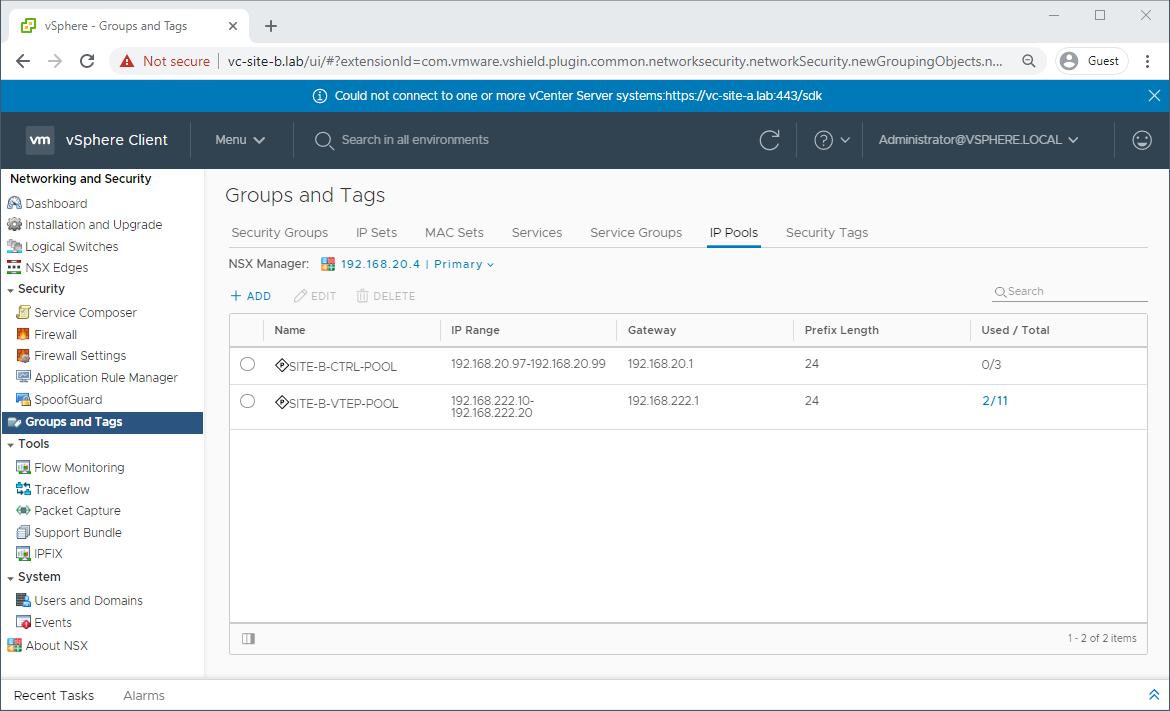 vSphere - Groups and Tags
Not secure
vc-site-b.lab/ui/#?extensionId=com.vmware.vshield.plugin.common.networksecurity.networkSecurity.newGroupingObjects.n...
Guest
Could not connect to one or more vCenter Server systems:https://vc-site-a.lab:443/sdk
vm
vSphere Client
Menu
Search in all environments
Administrator@VSPHERE.LOCAL
Networking and Security
Dashboard
Installation and Upgrade
Logical Switches
NSX Edges
Security
Service Composer
Firewall
Firewall Settings
Application Rule Manager
SpoofGuard
Groups and Tags
Tools
Flow Monitoring
Traceflow
Packet Capture
Support Bundle
IPFIX
System
Users and Domains
Events
About NSX
Groups and Tags
Security Groups IP Sets MAC Sets Services Service Groups IP Pools Security Tags
NSX Manager: 192.168.20.4 | Primary
+ ADD EDIT DELETE
Search
Name IP Range Gateway Prefix Length Used / Total
SITE-B-CTRL-POOL 192.168.20.97-192.168.20.99 192.168.20.1 24 0/3
SITE-B-VTEP-POOL 192.168.222.10- 192.168.222.1 24 2/11
192.168.222.20
1 - 2 of 2 items
Recent Tasks Alarms